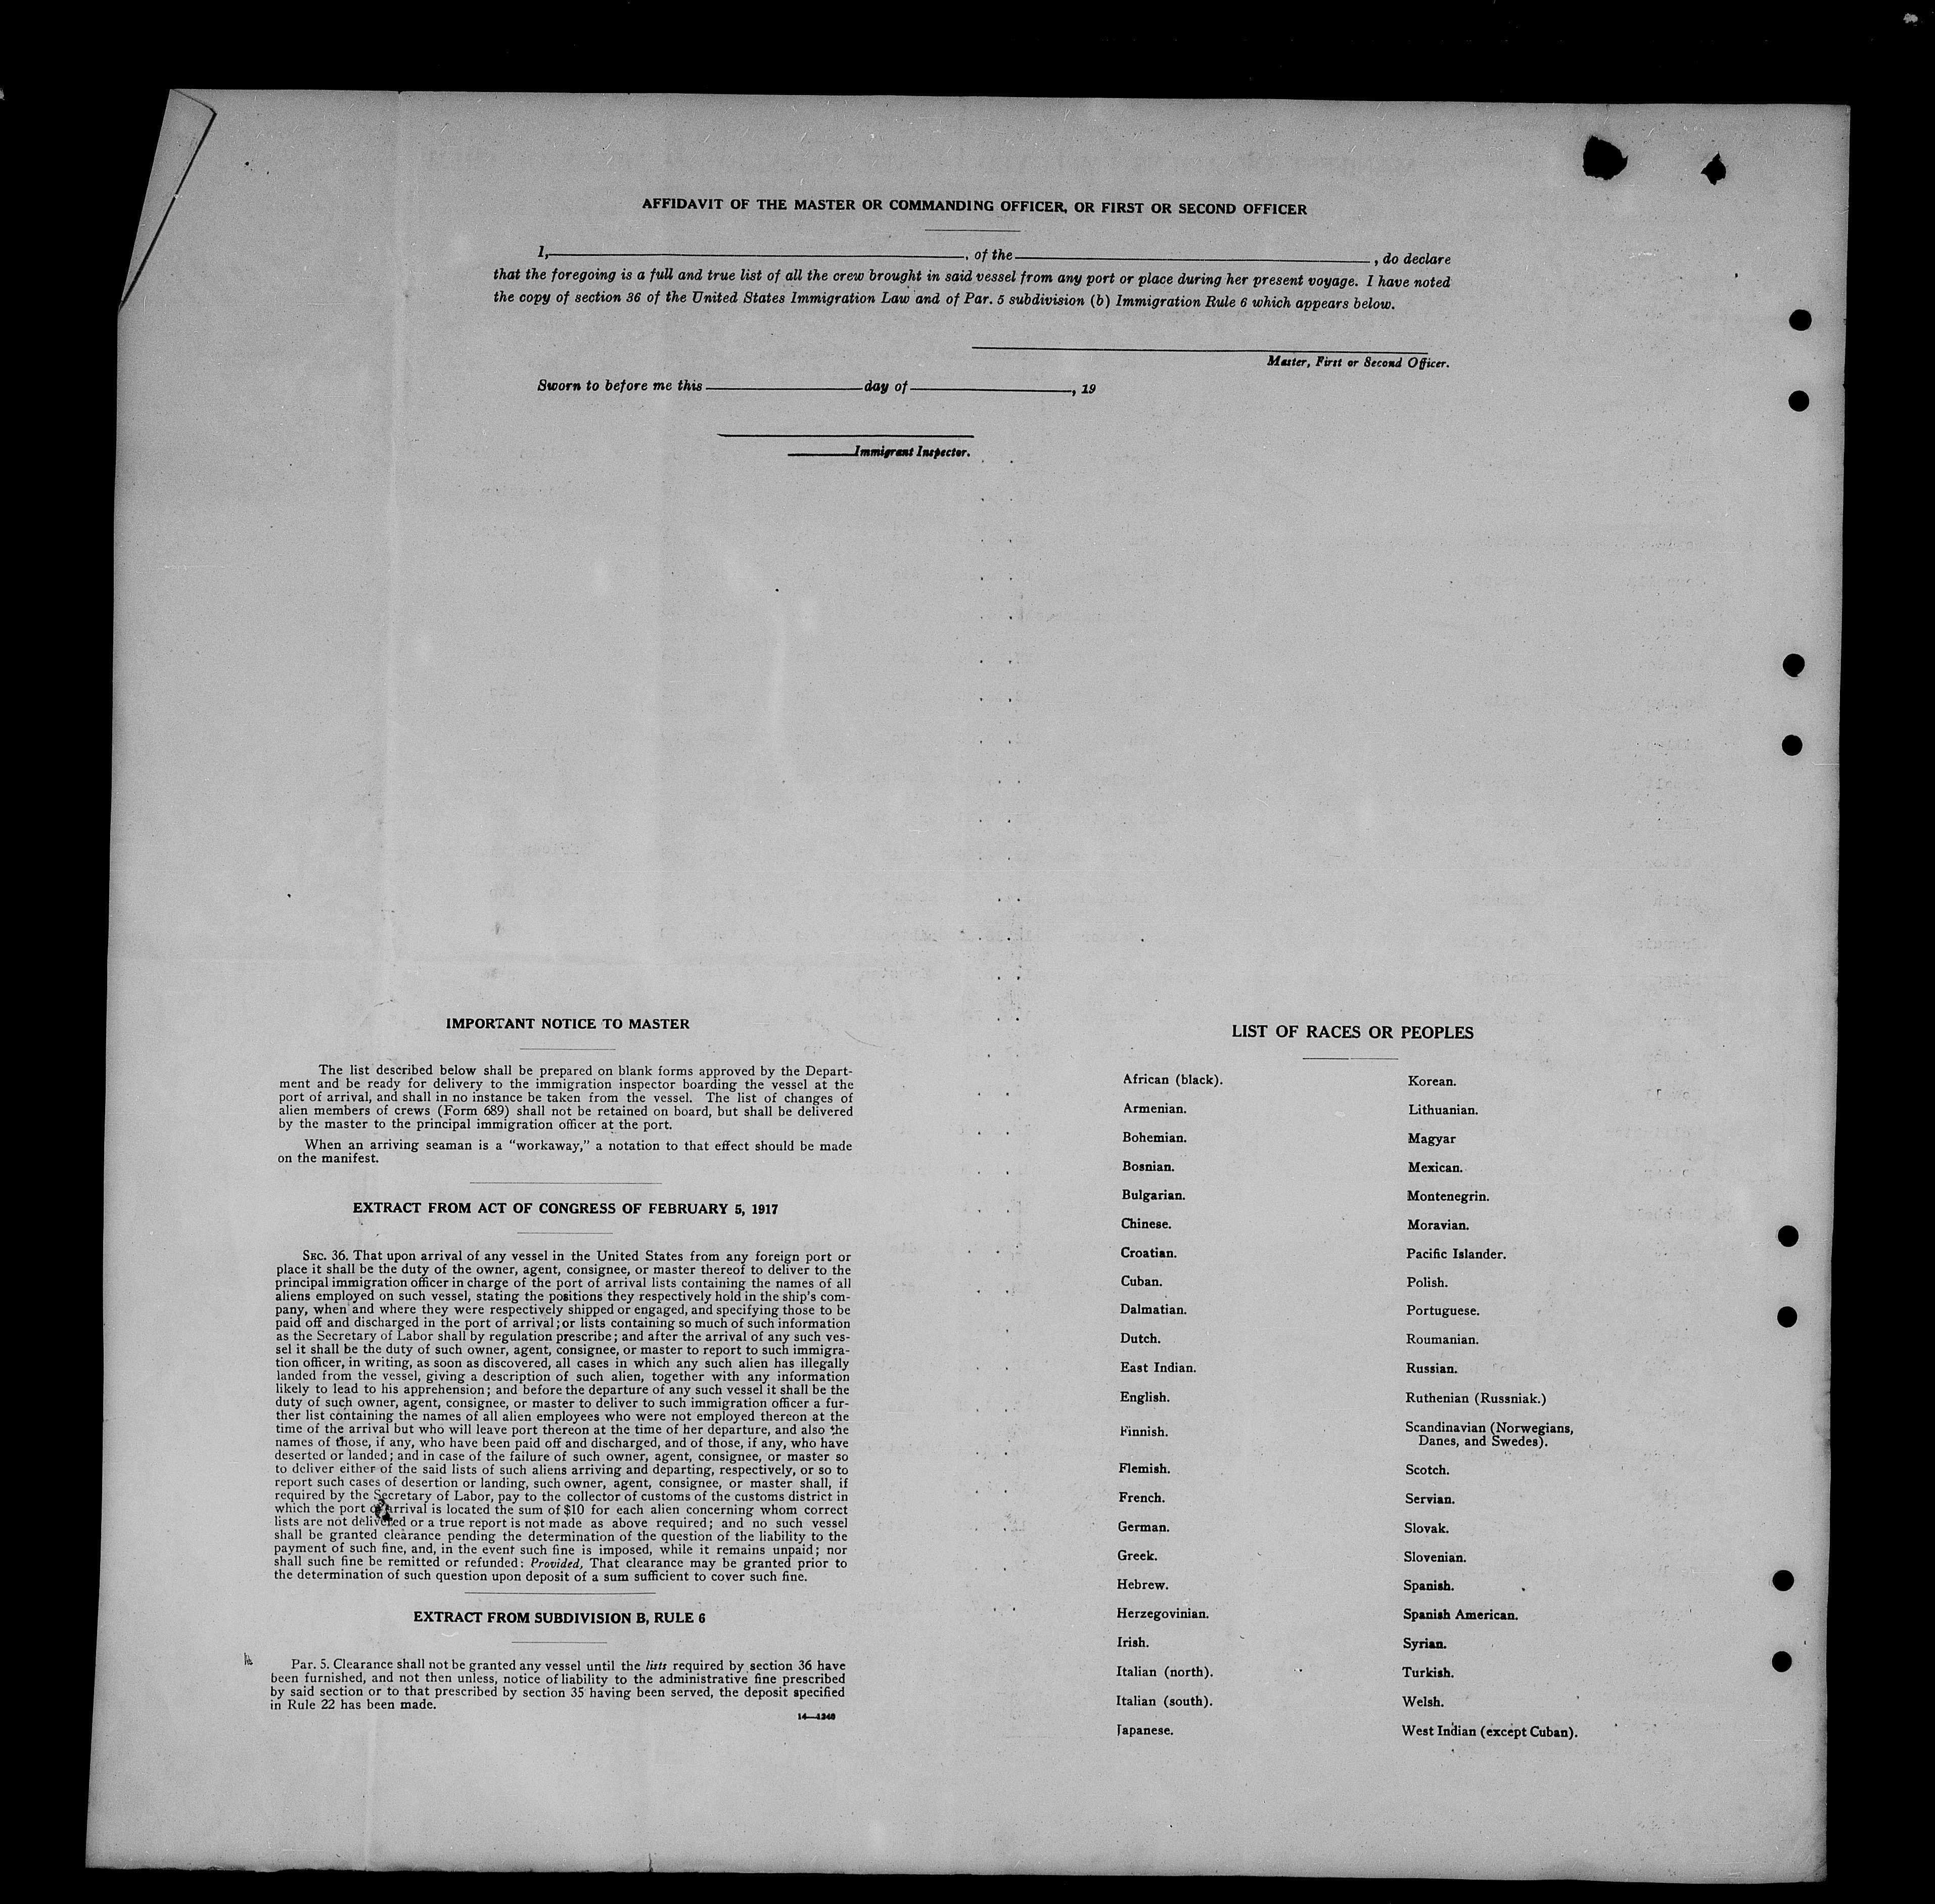 AFFIDAVIT OF THE MASTER OR COMMANDING OFFICER, OR FIRST OR SECOND OFFICER
I, , of the , do declare
that the foregoing is a full and true list of all the crew brought in said vessel from any port or place during her present voyage. I have noted
the copy of section 36 of the United States Immigration Law and of Par. 5 subdivision (b) Immigration Rule 6 which appears below.
Master, First or Second Officer.
Sworn to before me this day of , 19
Immigrant Inspector.
IMPORTANT NOTICE TO MASTER
The list described below shall be prepared on blank forms approved by the Depart-
ment and be ready for delivery to the immigration inspector boarding the vessel at the
port of arrival, and shall in no instance be taken from the vessel. The list of changes of
alien members of crews (Form 689) shall not be retained on board, but shall be delivered
by the master to the principal immigration officer at the port.
When an arriving seaman is a “workaway,” a notation to that effect should be made
on the manifest.
EXTRACT FROM ACT OF CONGRESS OF FEBRUARY 5, 1917
SEC. 36. That upon arrival of any vessel in the United States from any foreign port or
place it shall be the duty of the owner, agent, consignee, or master thereof to deliver to the
principal immigration officer in charge of the port of arrival lists containing the names of all
aliens employed on such vessel, stating the positions they respectively hold in the ship's com-
pany, when and where they were respectively shipped or engaged, and specifying those to be
paid off and discharged in the port of arrival; or lists containing so much of such information
as the Secretary of Labor shall by regulation prescribe; and after the arrival of any such ves-
sel it shall be the duty of such owner, agent, consignee, or master to report to such immigra-
tion officer, in writing, as soon as discovered, all cases in which any such alien has illegally
landed from the vessel, giving a description of such alien, together with any information
likely to lead to his apprehension; and before the departure of any such vessel it shall be the
duty of such owner, agent, consignee, or master to deliver to such immigration officer a fur-
ther list containing the names of all alien employees who were not employed thereon at the
time of the arrival but who will leave port thereon at the time of her departure, and also the
names of those, if any, who have been paid off and discharged, and of those, if any, who have
deserted or landed; and in case of the failure of such owner, agent, consignee, or master so
to deliver either of the said lists of such aliens arriving and departing, respectively, or so to
report such cases of desertion or landing, such owner, agent, consignee, or master shall, if
required by the Secretary of Labor, pay to the collector of customs of the customs district in
which the port of arrival is located the sum of $10 for each alien concerning whom correct
lists are not delivered or a true report is not made as above required; and no such vessel
shall be granted clearance pending the determination of the question of the liability to the
payment of such fine, and, in the event such fine is imposed, while it remains unpaid; nor
shall such fine be remitted or refunded: Provided, That clearance may be granted prior to
the determination of such question upon deposit of a sum sufficient to cover such fine.
EXTRACT FROM SUBDIVISION B, RULE 6
Par. 5. Clearance shall not be granted any vessel until the lists required by section 36 have
been furnished, and not then unless, notice of liability to the administrative fine prescribed
by said section or to that prescribed by section 35 having been served, the deposit specified
in Rule 22 has been made.
14—1240
LIST OF RACES OR PEOPLES
African (black).
Armenian.
Bohemian.
Bosnian.
Bulgarian.
Chinese.
Croatian.
Cuban.
Dalmatian.
Dutch.
East Indian.
English.
Finnish.
Flemish.
French.
German.
Greek.
Hebrew.
Herzegovinian.
Irish.
Italian (north).
Italian (south).
Japanese.
Korean.
Lithuanian.
Magyar
Mexican.
Montenegrin.
Moravian.
Pacific Islander.
Polish.
Portuguese.
Roumanian.
Russian.
Ruthenian (Russniak.)
Scandinavian (Norwegians,
Danes, and Swedes).
Scotch.
Servian.
Slovak.
Slovenian.
Spanish.
Spanish American.
Syrian.
Turkish.
Welsh.
West Indian (except Cuban).